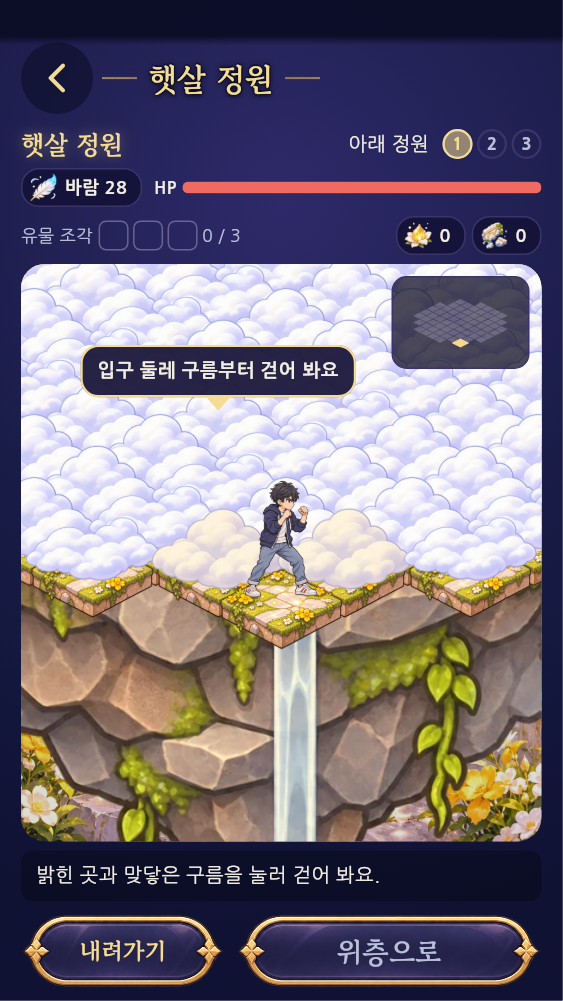 햇살 정원
햇살 정원
아래 정원 1 2 3
바람 28 HP
유물 조각 0 / 3 0 0
입구 둘레 구름부터 걷어 봐요
밝힌 곳과 맞닿은 구름을 눌러 걷어 봐요.
내려가기 위층으로